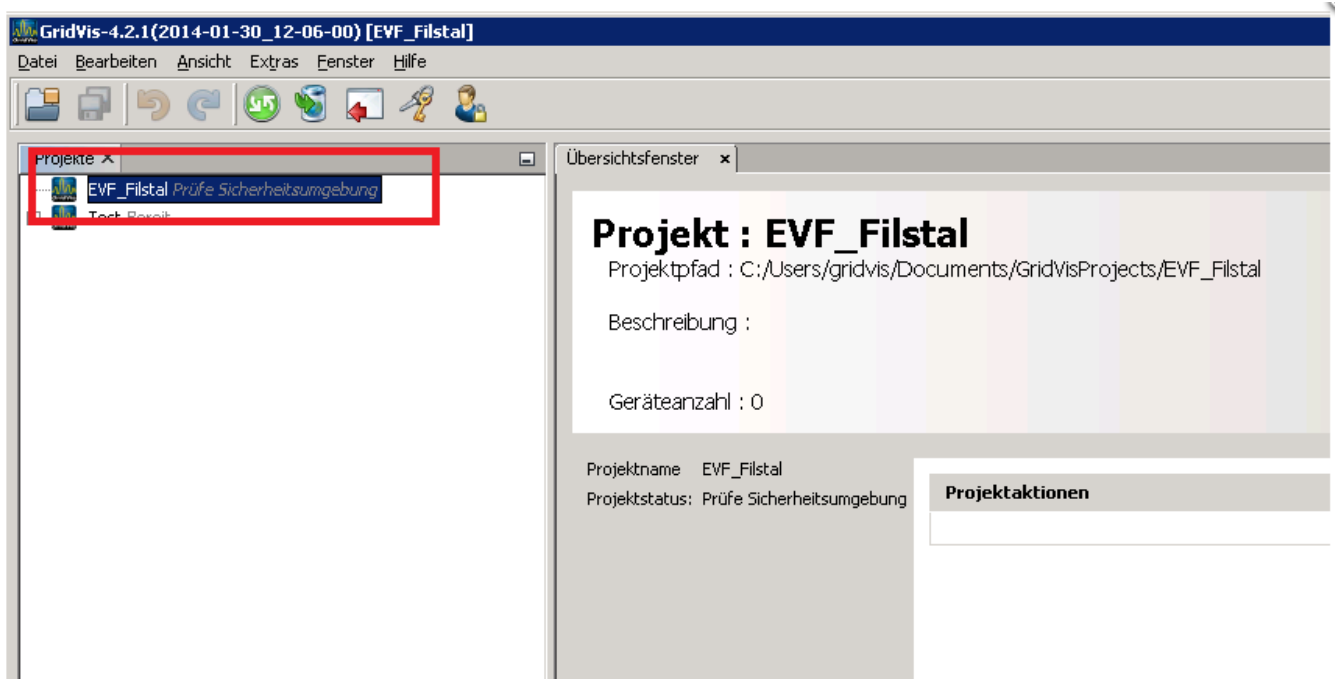 GridVis-4.2.1(2014-01-30_12-06-00) [EVF_Filstal]
Datei Bearbeiten Ansicht Extras Fenster Hilfe
Projekte
Übersichtsfenster
EVF_Filstal Prüfe Sicherheitsumgebung
Test Bereit
Projekt : EVF_Filstal
Projektpfad : C:/Users/gridvis/Documents/GridVisProjects/EVF_Filstal
Beschreibung :
Geräteanzahl : 0
Projektname EVF_Filstal
Projektstatus: Prüfe Sicherheitsumgebung
Projektaktionen